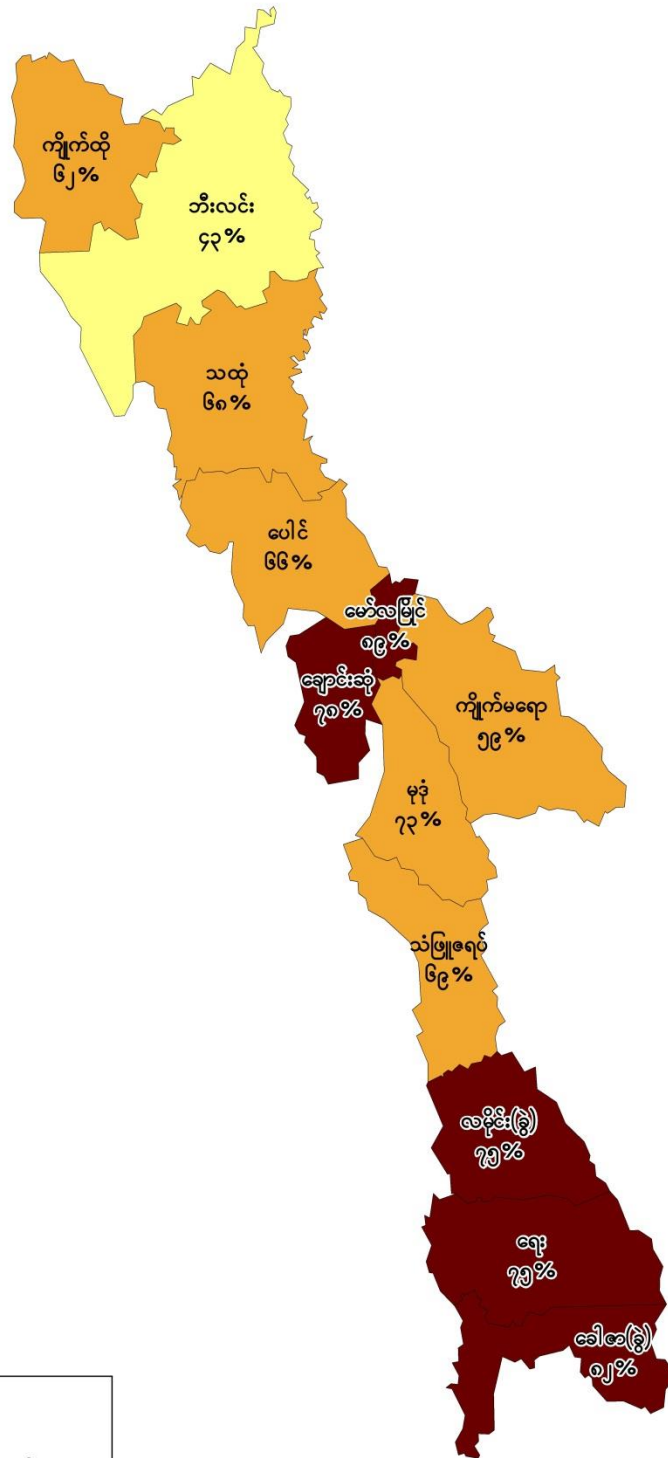 ကျိုက်ထို
၆၂%
ဘီးလင်း
၄၃%
သထုံ
၆၈%
ပေါင်
၆၆%
မော်လမြိုင်
၈၉%
ချောင်းဆုံ
၇၈%
ကျိုက်မရော
၅၉%
မုဒုံ
၇၃%
သံဖြူဇရပ်
၆၉%
လမိုင်း(ခွဲ)
၇၅%
ရေး
၇၅%
ခေါဇာ(ခွဲ)
၈၂%